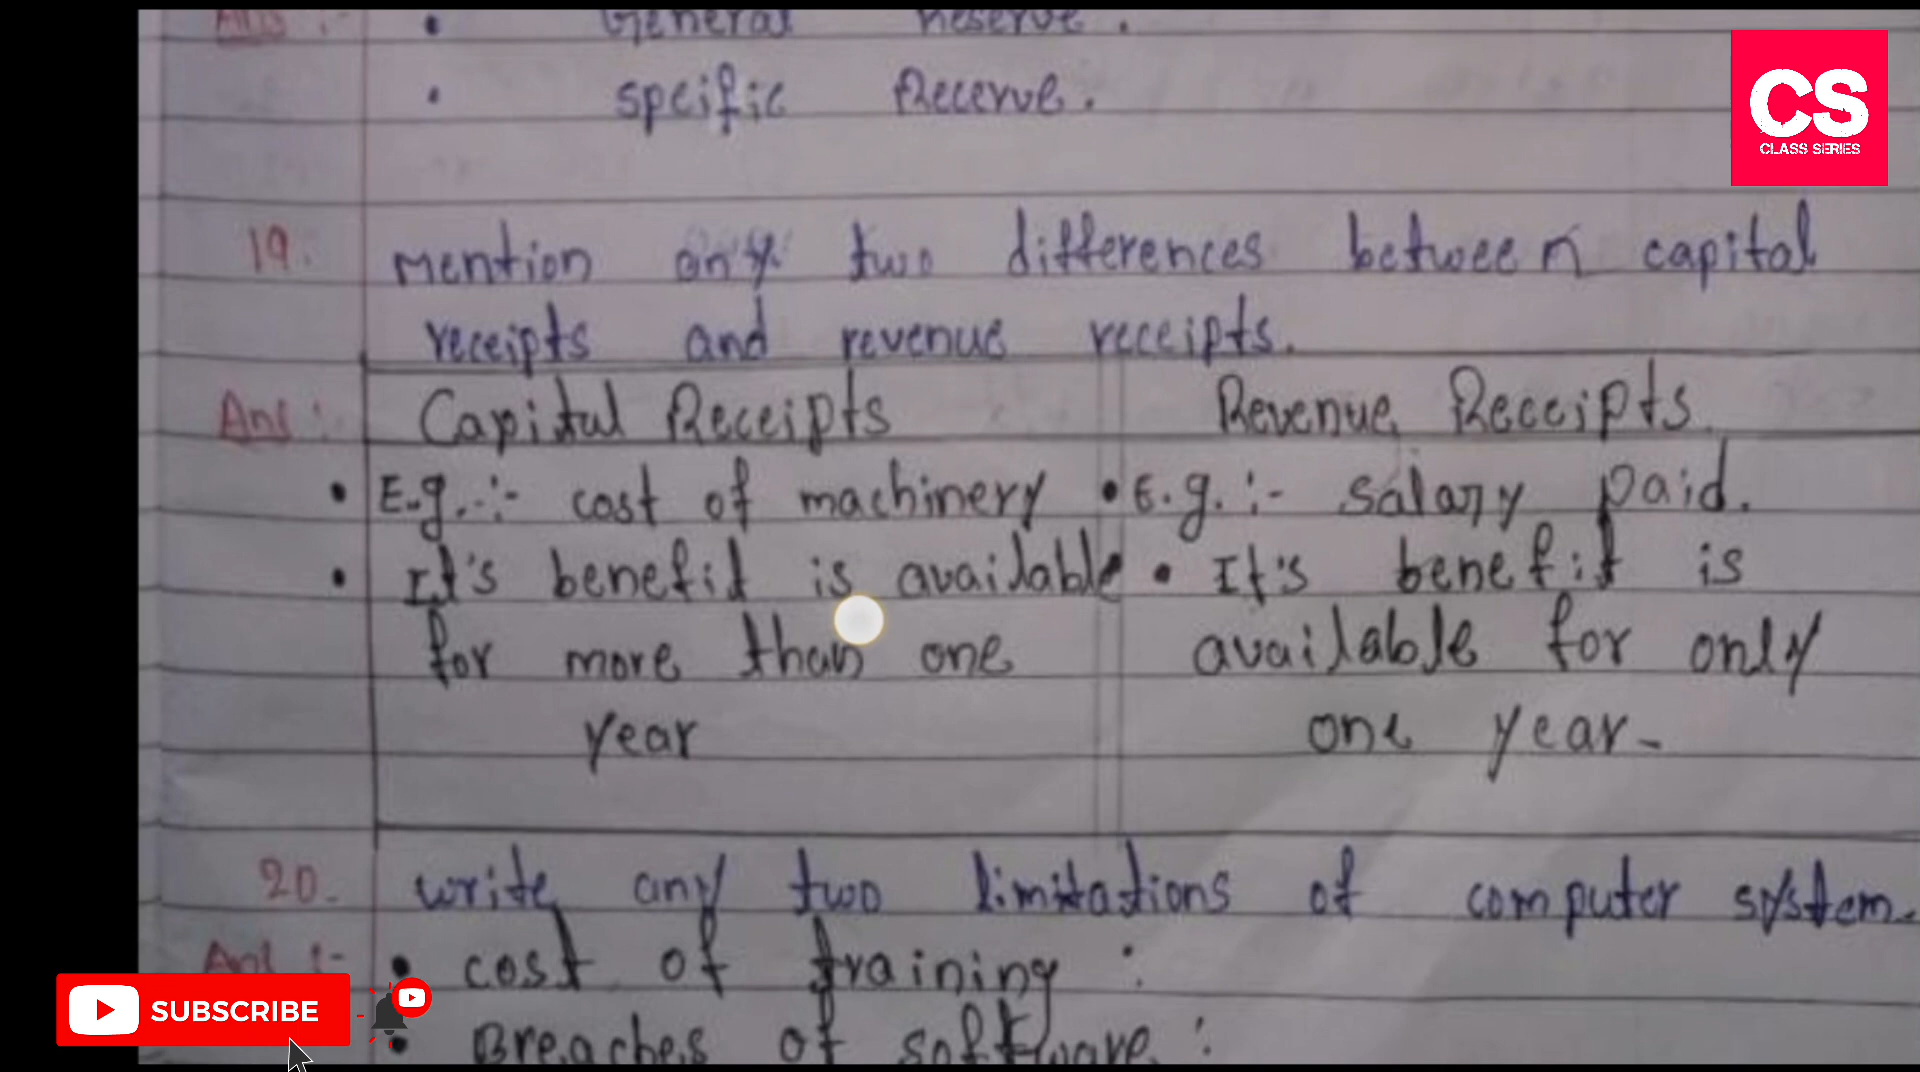 Ans :-
• General Reserve.
• spcific Recerve.
CS
CLASS SERIES
19. Mention any two differences between capital
receipts and revenue receipts.
Ans :- Capital Receipts Revenue Receipts.
• E.g. :- cost of machinery • E.g. :- salary paid.
• It's benefit is available • It's benefit is
for more than one available for only
year one year.
20. write any two limitations of computer system.
Ans :- • cost of training :
• Breaches of software :
SUBSCRIBE